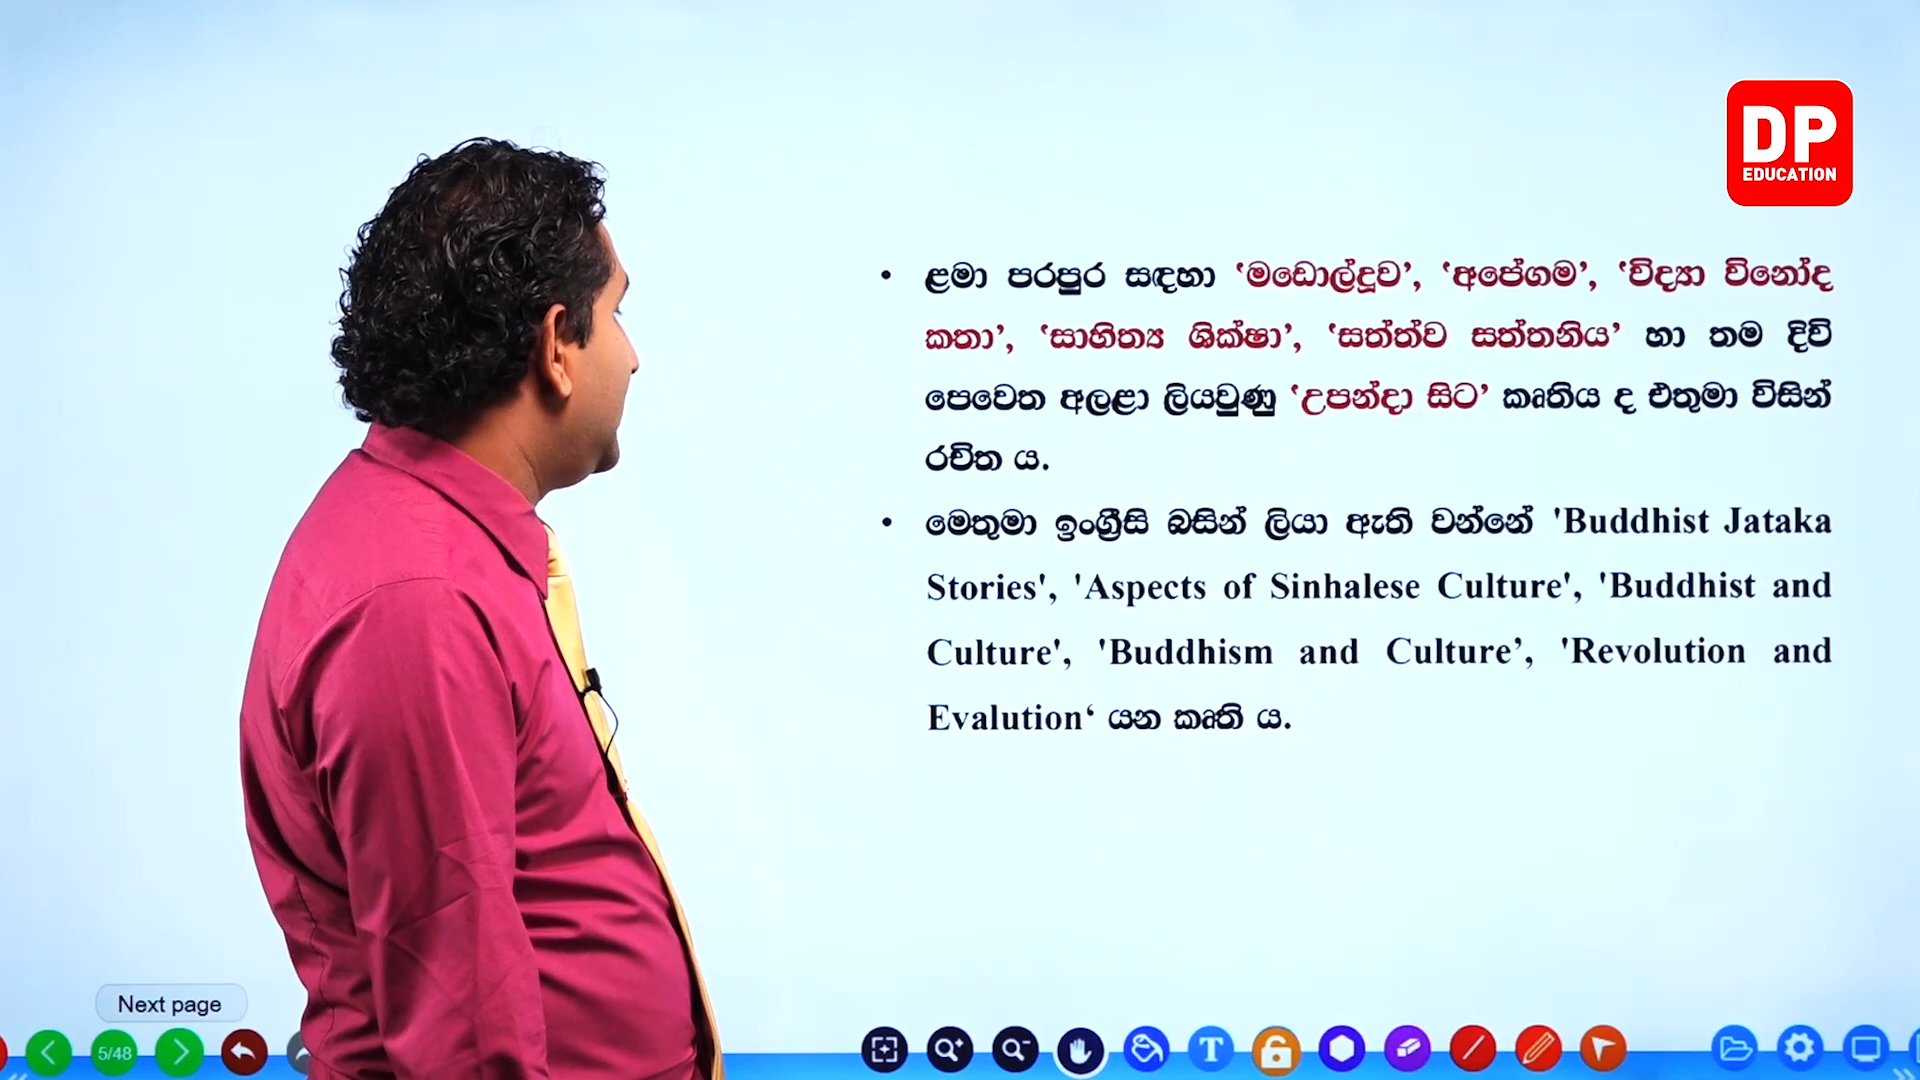 DP
EDUCATION
• ළමා පරපුර සඳහා ‘මඩොල්දූව’, ‘අපේගම’, ‘විද්‍යා විනෝද
කතා’, ‘සාහිත්‍ය ශික්ෂා’, ‘සත්ත්ව සන්තතිය’ හා තම දිවි
පෙවෙත අලළා ලියවුණු ‘උපන්දා සිට’ කෘතිය ද එතුමා විසින්
රචිත ය.
• මෙතුමා ඉංග්‍රීසි බසින් ලියා ඇති වන්නේ 'Buddhist Jataka
Stories', 'Aspects of Sinhalese Culture', 'Buddhist and
Culture', 'Buddhism and Culture’, 'Revolution and
Evalution‘ යන කෘති ය.
Next page
5/48
T